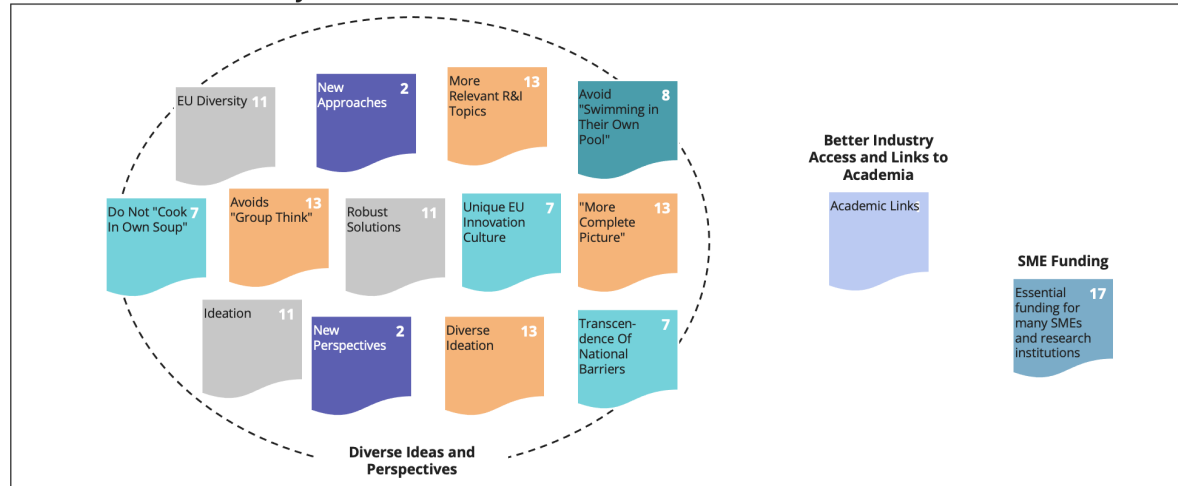 EU Diversity 11
New 2
Approaches
More 13
Relevant R&I
Topics
Avoid 8
"Swimming in
Their Own
Pool"
Do Not "Cook 7
In Own Soup"
Avoids 13
"Group Think"
Robust 11
Solutions
Unique EU 7
Innovation
Culture
"More 13
Complete
Picture"
Ideation 11
New 2
Perspectives
Diverse 13
Ideation
Transcen- 7
dence Of
National
Barriers
Diverse Ideas and
Perspectives
Better Industry
Access and Links to
Academia
Academic Links
SME Funding
Essential 17
funding for
many SMEs
and research
institutions